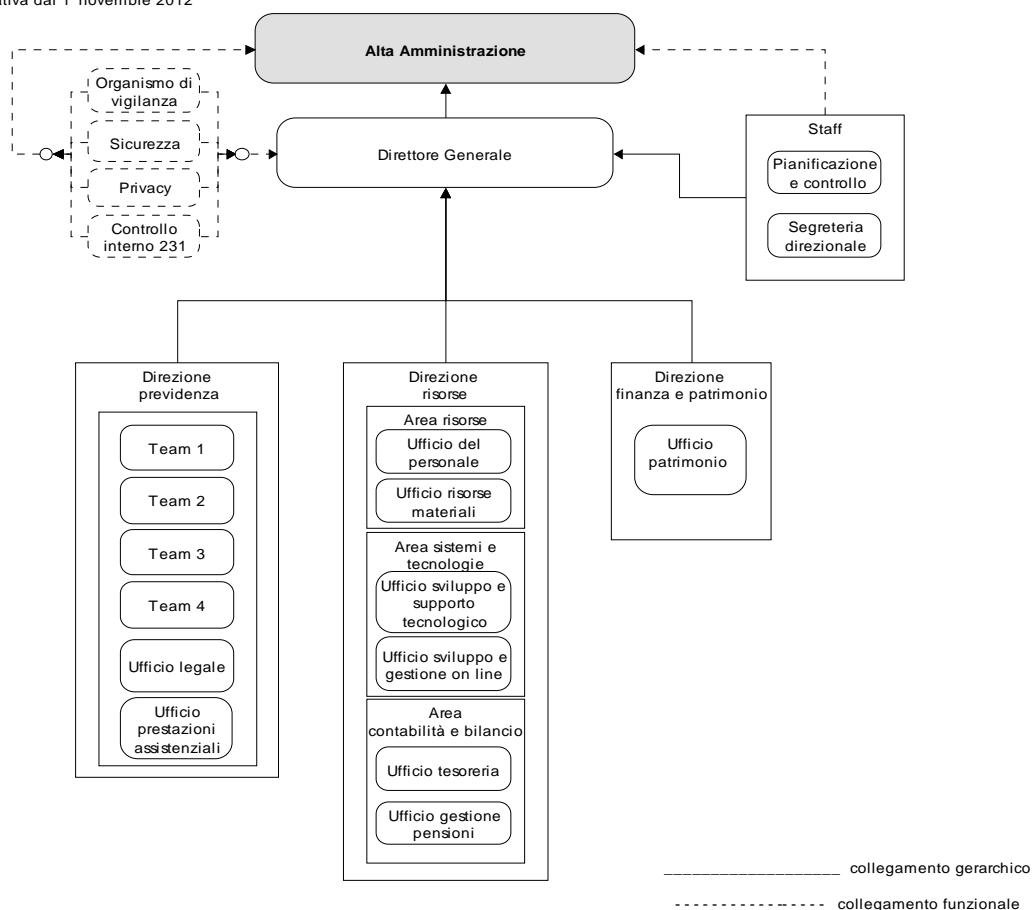 novembre 2012
Alta Amministrazione
Organismo di
vigilanza
Sicurezza
Privacy
Controllo
interno 231
Direttore Generale
Staff
Pianificazione
e controllo
Segreteria
direzionale
Direzione
previdenza
Team 1
Team 2
Team 3
Team 4
Ufficio legale
Ufficio
prestazioni
assistenziali
Direzione
risorse
Area risorse
Ufficio del
personale
Ufficio risorse
materiali
Area sistemi e
tecnologie
Ufficio sviluppo e
supporto
tecnologico
Ufficio sviluppo e
gestione on line
Area
contabilità e bilancio
Ufficio tesoreria
Ufficio gestione
pensioni
Direzione
finanza e patrimonio
Ufficio
patrimonio
collegamento gerarchico
collegamento funzionale